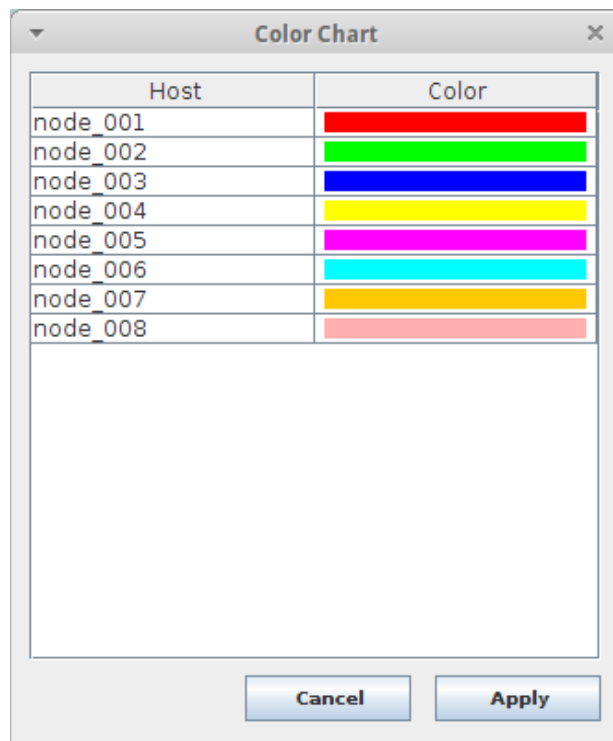 Color Chart
Host Color
node_001
node_002
node_003
node_004
node_005
node_006
node_007
node_008
Cancel Apply